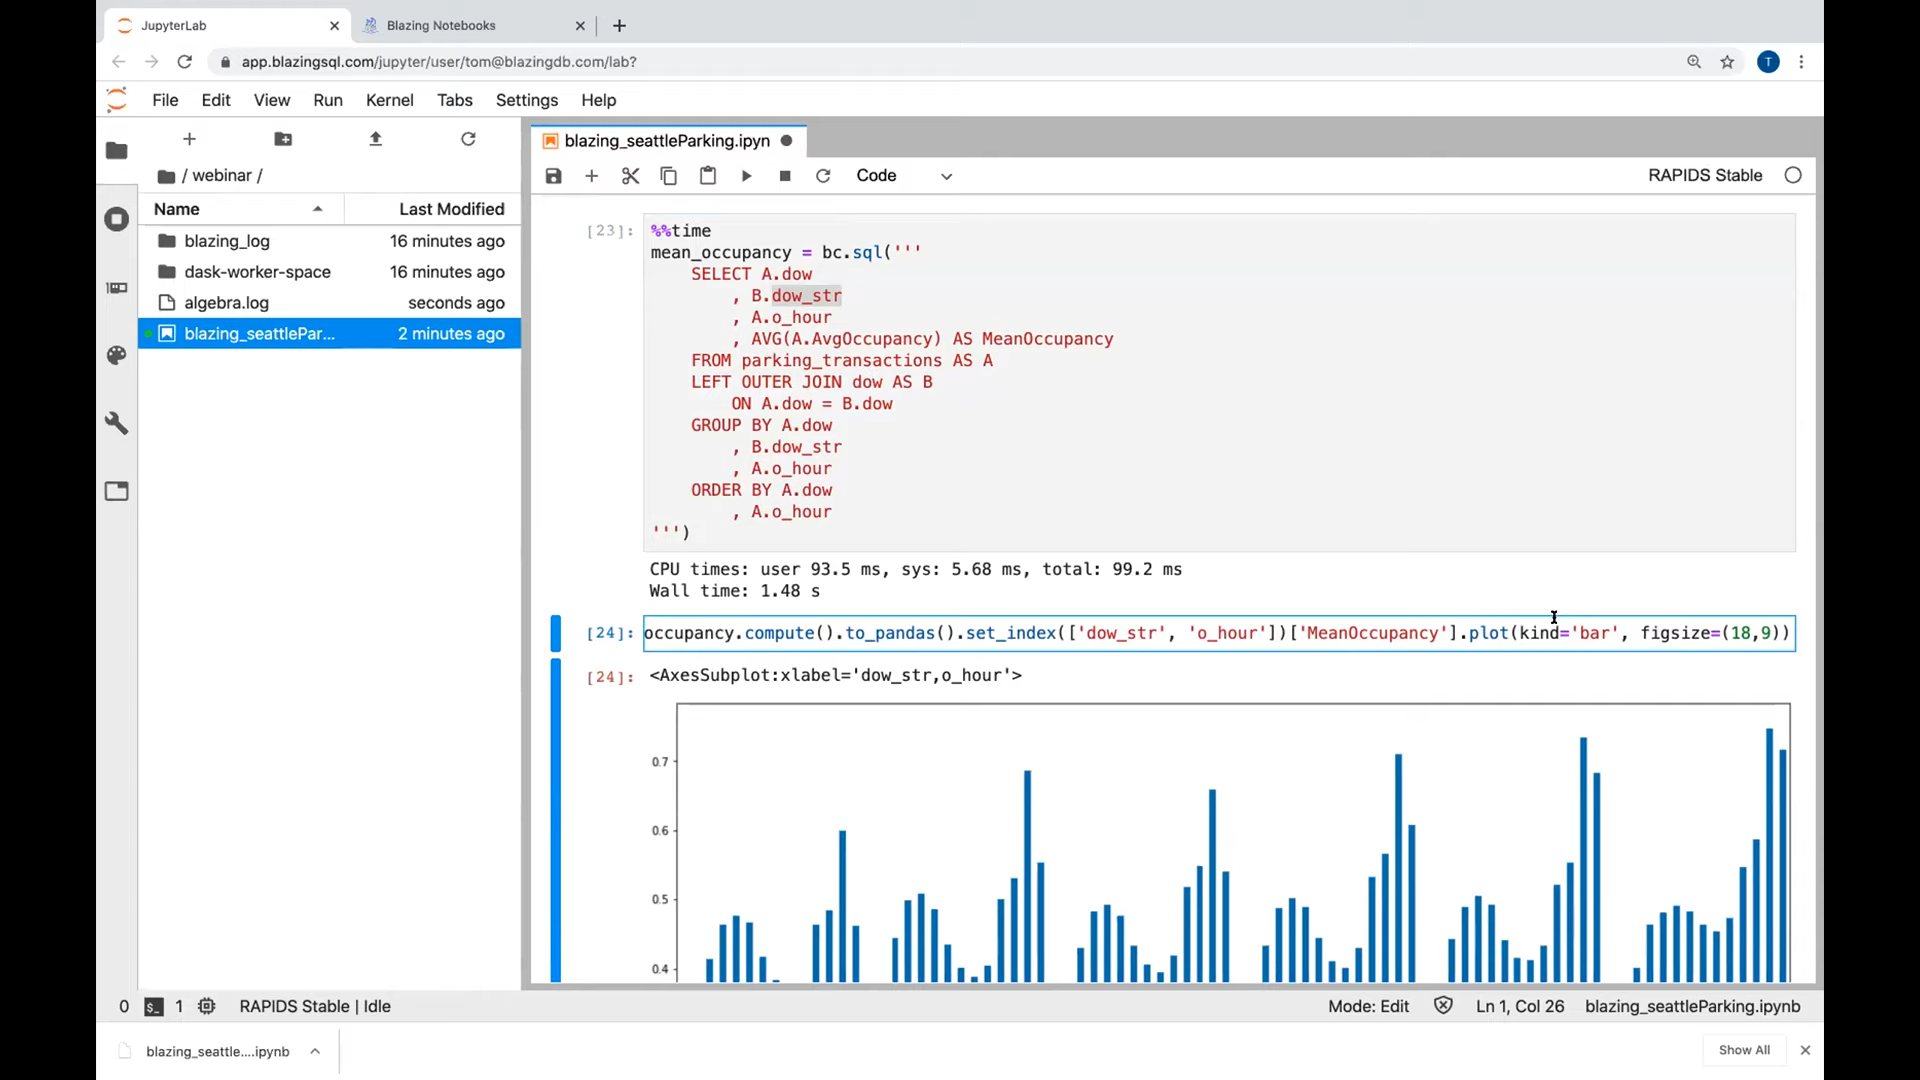 JupyterLab
Blazing Notebooks
app.blazingsql.com/jupyter/user/tom@blazingdb.com/lab?
T
File Edit View Run Kernel Tabs Settings Help
blazing_seattleParking.ipyn
/ webinar /
Code
RAPIDS Stable
Name Last Modified
blazing_log 16 minutes ago
dask-worker-space 16 minutes ago
algebra.log seconds ago
blazing_seattlePar... 2 minutes ago
[23]: %%time
mean_occupancy = bc.sql('''
SELECT A.dow
, B.dow_str
, A.o_hour
, AVG(A.AvgOccupancy) AS MeanOccupancy
FROM parking_transactions AS A
LEFT OUTER JOIN dow AS B
ON A.dow = B.dow
GROUP BY A.dow
, B.dow_str
, A.o_hour
ORDER BY A.dow
, A.o_hour
''')
CPU times: user 93.5 ms, sys: 5.68 ms, total: 99.2 ms
Wall time: 1.48 s
[24]: occupancy.compute().to_pandas().set_index(['dow_str', 'o_hour'])['MeanOccupancy'].plot(kind='bar', figsize=(18,9))
[24]: <AxesSubplot:xlabel='dow_str,o_hour'>
0.7
0.6
0.5
0.4
0 $_ 1 RAPIDS Stable | Idle
Mode: Edit Ln 1, Col 26 blazing_seattleParking.ipynb
blazing_seattle....ipynb
Show All